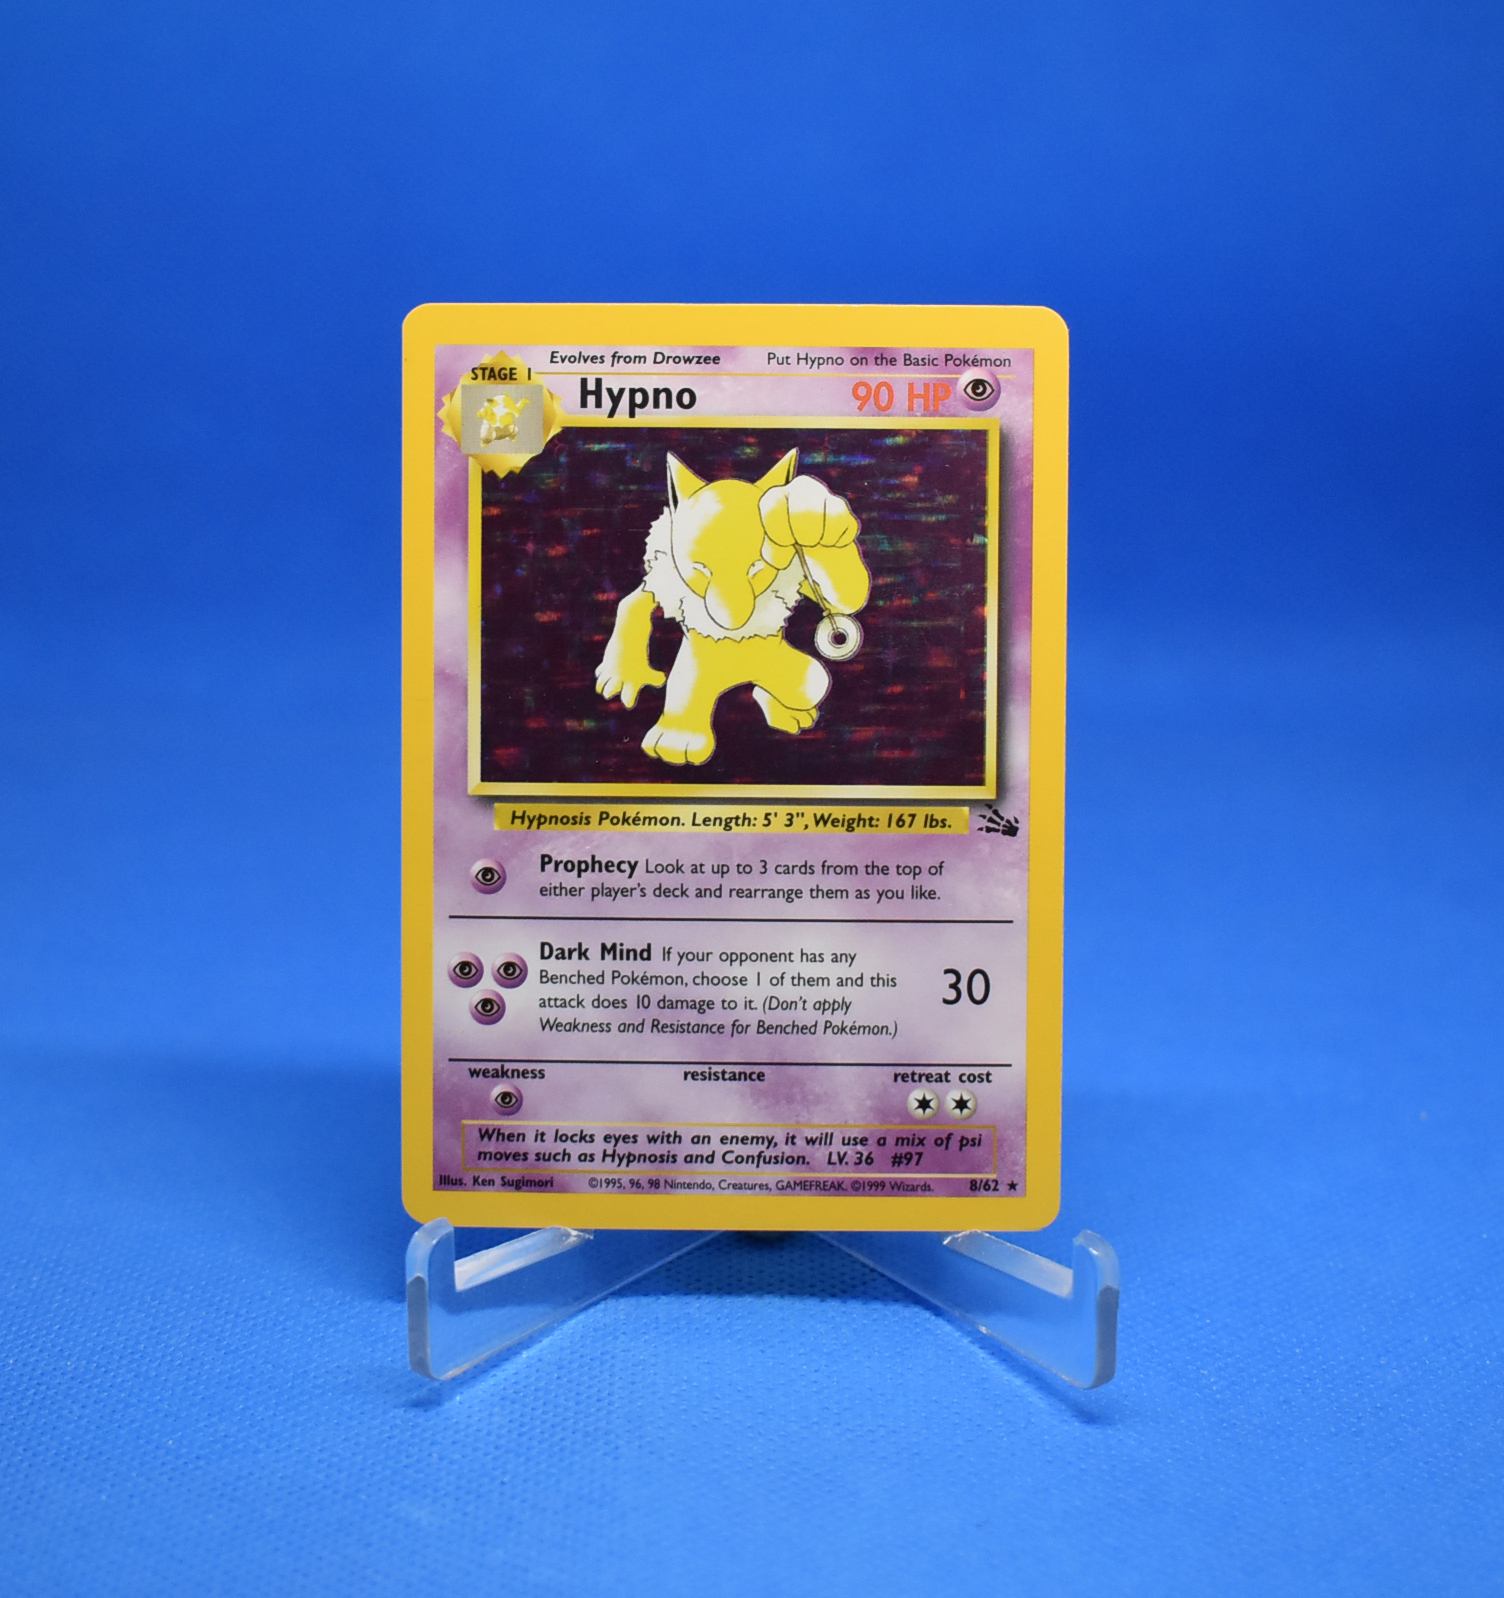 Evolves from Drowzee Put Hypno on the Basic Pokémon
STAGE 1
Hypno 90 HP
Hypnosis Pokémon. Length: 5' 3", Weight: 167 lbs.
Prophecy Look at up to 3 cards from the top of
either player's deck and rearrange them as you like.
Dark Mind If your opponent has any
Benched Pokémon, choose 1 of them and this
attack does 10 damage to it. (Don't apply
Weakness and Resistance for Benched Pokémon.)
30
weakness resistance retreat cost
When it locks eyes with an enemy, it will use a mix of psi
moves such as Hypnosis and Confusion. LV. 36 #97
Illus. Ken Sugimori ©1995, 96, 98 Nintendo, Creatures, GAMEFREAK. ©1999 Wizards. 8/62 ★